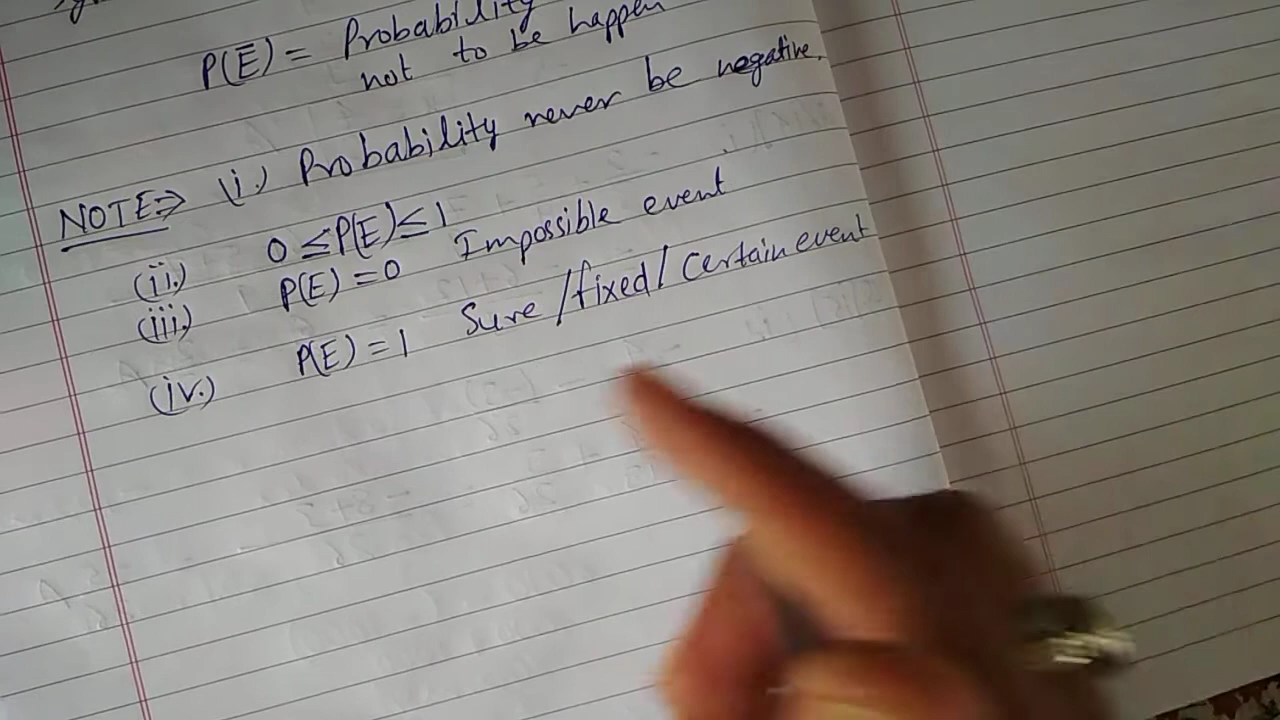 P(E̅) = Probability
not to be happen
NOTE⇒ (i.) Probability never be negative.
(ii.) 0 ≤ P(E) ≤ 1
(iii.) P(E) = 0 Impossible event
(iv.) P(E) = 1 Sure /fixed/ Certain event